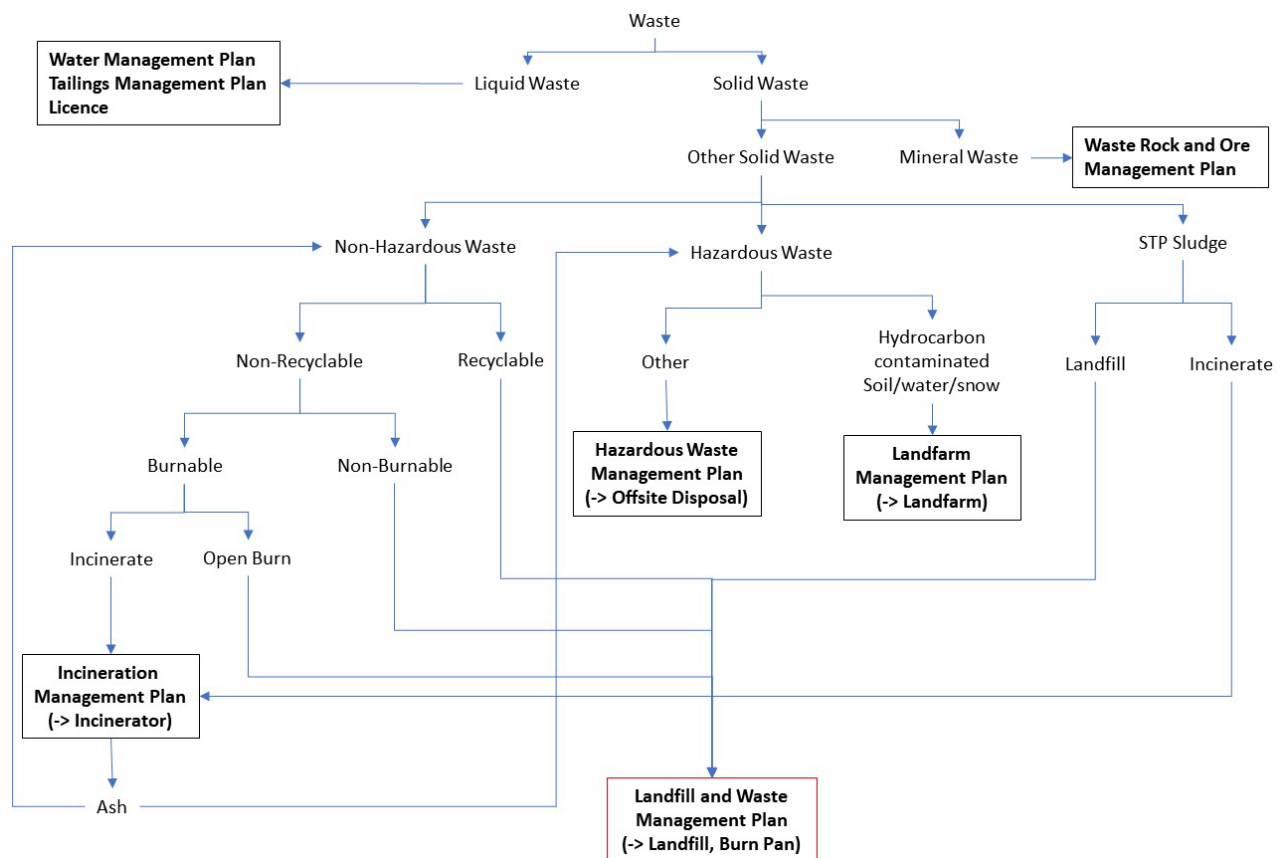 Waste
Water Management Plan
Tailings Management Plan
Licence
Liquid Waste
Solid Waste
Other Solid Waste
Mineral Waste
Waste Rock and Ore
Management Plan
Non-Hazardous Waste
Hazardous Waste
STP Sludge
Non-Recyclable
Recyclable
Other
Hydrocarbon
contaminated
Soil/water/snow
Landfill
Incinerate
Burnable
Non-Burnable
Hazardous Waste
Management Plan
(-> Offsite Disposal)
Landfarm
Management Plan
(-> Landfarm)
Incinerate
Open Burn
Incineration
Management Plan
(-> Incinerator)
Ash
Landfill and Waste
Management Plan
(-> Landfill, Burn Pan)